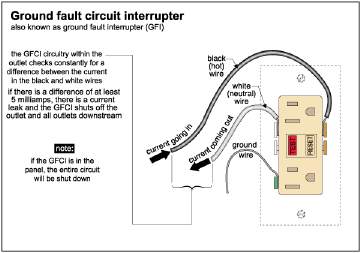 Ground fault circuit interrupter
also known as ground fault interrupter (GFI)
the GFCI circuitry within the
outlet checks constantly for a
difference between the current
in the black and white wires
if there is a difference of at least
5 milliamps, there is a current
leak and the GFCI shuts off the
outlet and all outlets downstream
note:
if the GFCI is in the
panel, the entire circuit
will be shut down
black
(hot)
wire
white
(neutral)
wire
current going in
current coming out
ground
wire
TEST
RESET